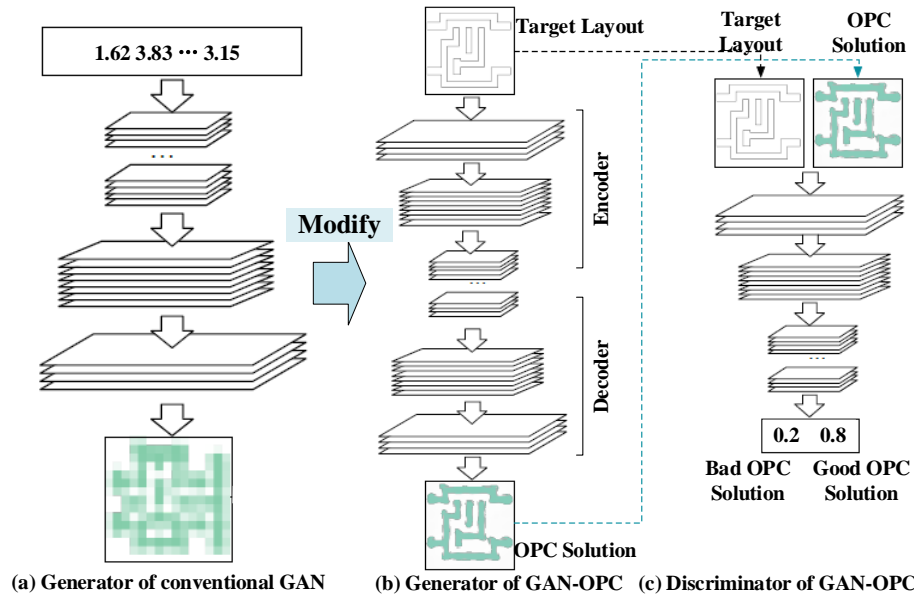 1.62 3.83 ··· 3.15
...
Modify
(a) Generator of conventional GAN
Target Layout
Encoder
...
Decoder
OPC Solution
(b) Generator of GAN-OPC
Target
Layout
OPC
Solution
...
0.2 0.8
Bad OPC
Solution
Good OPC
Solution
(c) Discriminator of GAN-OPC